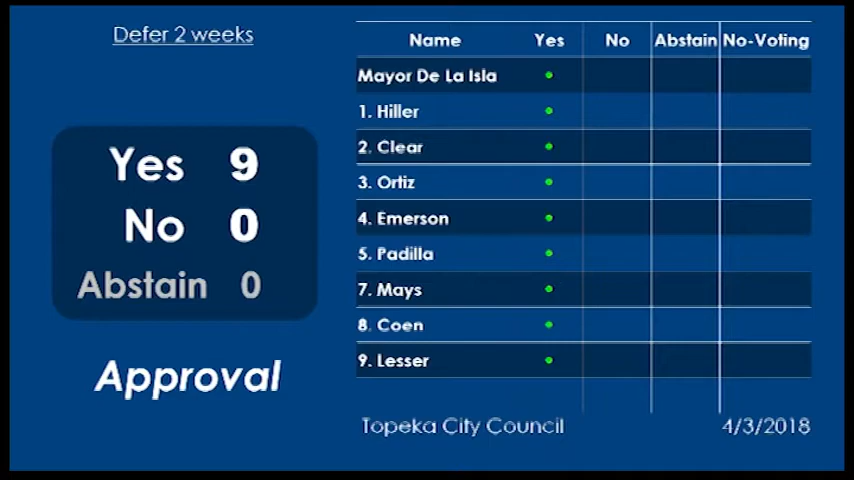 Defer 2 weeks
Yes 9
No 0
Abstain 0
Approval
Name Yes No Abstain No-Voting
Mayor De La Isla
1. Hiller
2. Clear
3. Ortiz
4. Emerson
5. Padilla
7. Mays
8. Coen
9. Lesser
Topeka City Council 4/3/2018